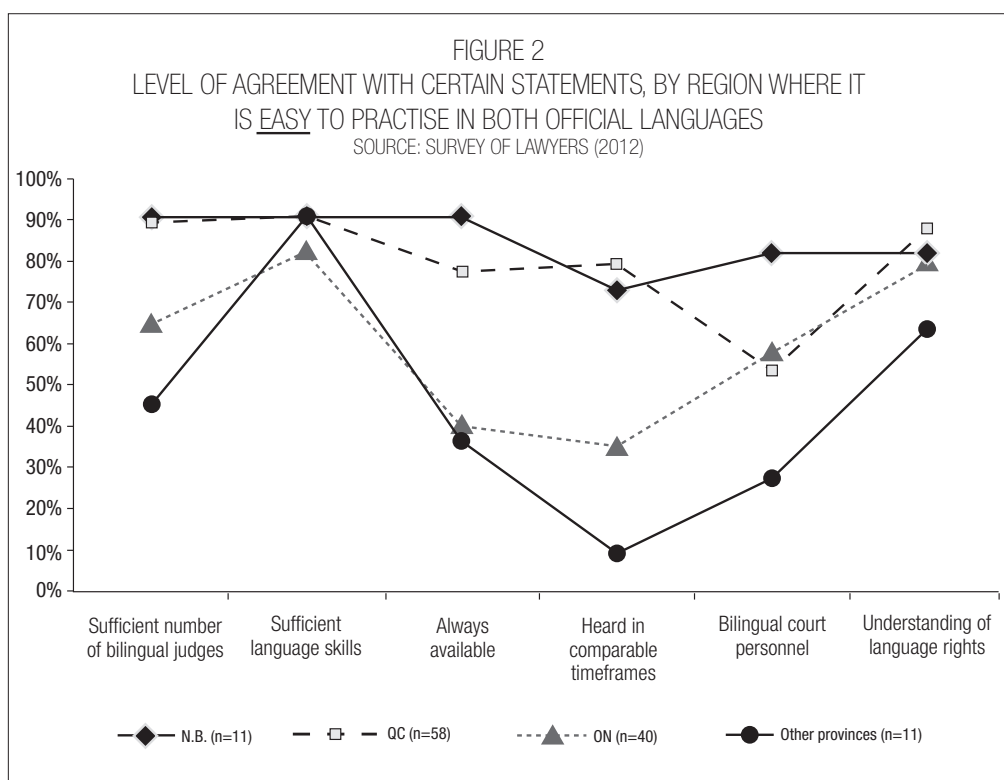 FIGURE 2
LEVEL OF AGREEMENT WITH CERTAIN STATEMENTS, BY REGION WHERE IT
IS EASY TO PRACTISE IN BOTH OFFICIAL LANGUAGES
SOURCE: SURVEY OF LAWYERS (2012)
100%
90%
80%
70%
60%
50%
40%
30%
20%
10%
0%
Sufficient number
of bilingual judges
Sufficient
language skills
Always
available
Heard in
comparable
timeframes
Bilingual court
personnel
Understanding of
language rights
N.B. (n=11)
QC (n=58)
ON (n=40)
Other provinces (n=11)